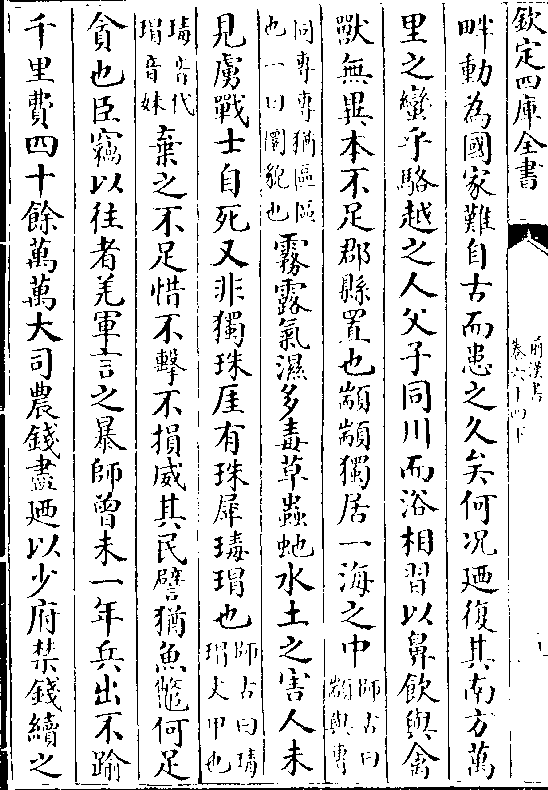 欽定四庫全書
前漢書
卷六十四下
畔動為國家難自古而患之久矣何况廼復其南方萬
里之蠻乎駱越之人父子同川而浴相習以鼻飲與禽
獸無異本不足郡縣置也顓顓獨居一海之中師古曰顓與專
同專專猶區區也一曰圜貌也霧露氣濕多毒草蟲虵水土之害人未
見虜戰士自死又非獨珠厓有珠犀瑇瑁也師古曰瑇瑁文甲也
瑇音代瑁音妹棄之不足惜不擊不損威其民譬猶魚鼈何足
貪也臣竊以往者羌軍言之暴師曾未一年兵出不踰
千里費四十餘萬萬大司農錢盡廼以少府禁錢續之